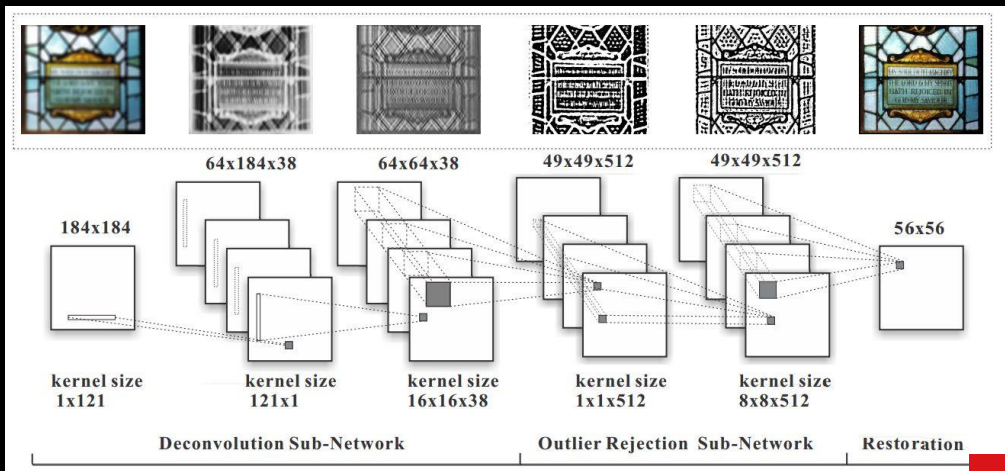 64x184x38 64x64x38 49x49x512 49x49x512
184x184 56x56
kernel size kernel size kernel size kernel size kernel size
1x121 121x1 16x16x38 1x1x512 8x8x512
Deconvolution Sub-Network Outlier Rejection Sub-Network Restoration